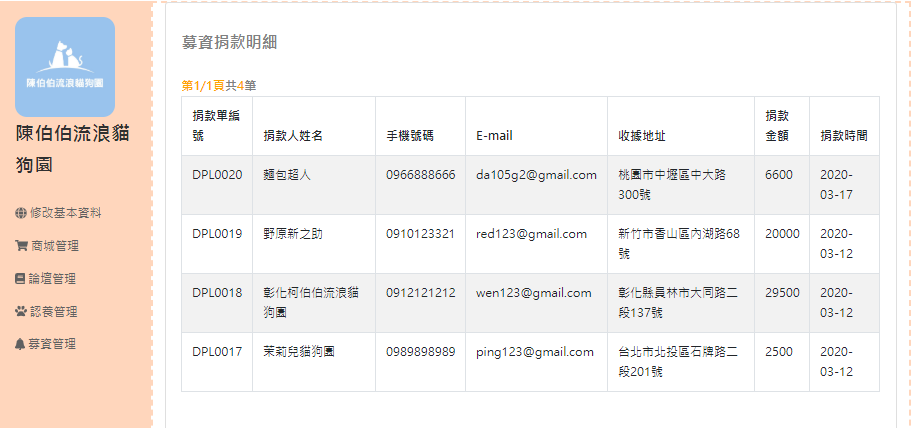 陳伯伯流浪貓狗園
陳伯伯流浪貓
狗園
修改基本資料
商城管理
論壇管理
認養管理
募資管理
募資捐款明細
第1/1頁共4筆
捐款單編
號
捐款人姓名
手機號碼
E-mail
收據地址
捐款
金額
捐款時間
DPL0020
麵包超人
0966888666
da105g2@gmail.com
桃園市中壢區中大路
300號
6600
2020-
03-17
DPL0019
野原新之助
0910123321
red123@gmail.com
新竹市香山區內湖路68
號
20000
2020-
03-12
DPL0018
彰化柯伯伯流浪貓
狗園
0912121212
wen123@gmail.com
彰化縣員林市大同路二
段137號
29500
2020-
03-12
DPL0017
茉莉兒貓狗園
0989898989
ping123@gmail.com
台北市北投區石牌路二
段201號
2500
2020-
03-12